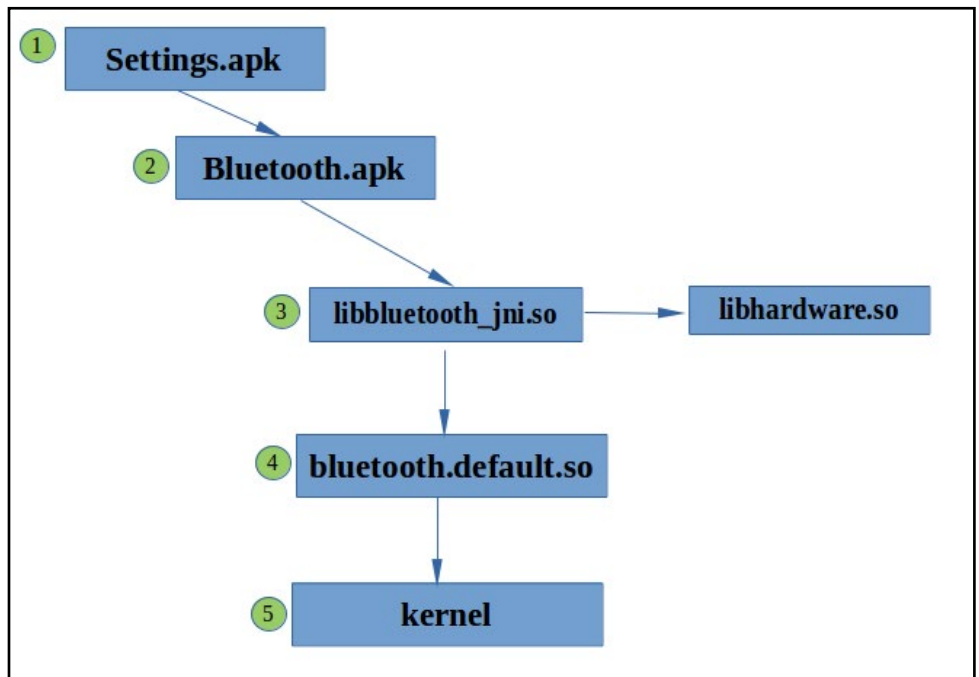 1
Settings.apk
2
Bluetooth.apk
3
libbluetooth_jni.so
libhardware.so
4
bluetooth.default.so
5
kernel